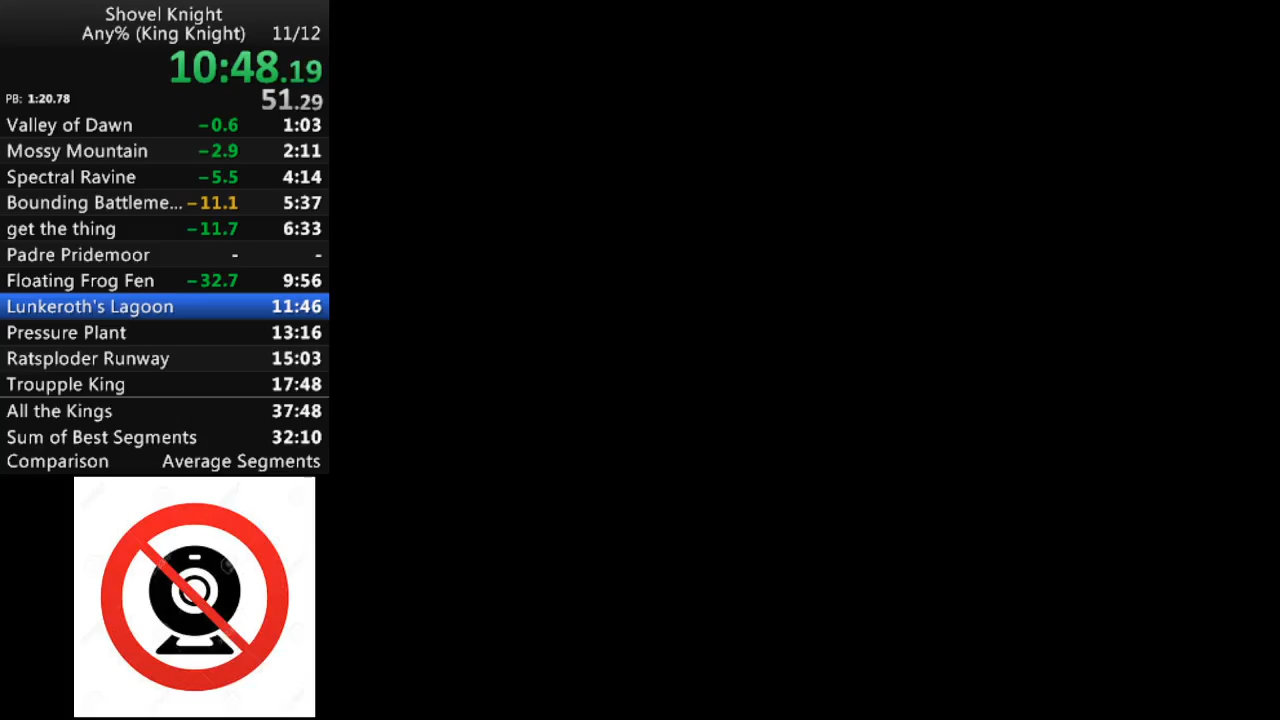 Shovel Knight
Any% (King Knight) 11/12
10:48.19
PB: 1:20.78 51.29
Valley of Dawn −0.6 1:03
Mossy Mountain −2.9 2:11
Spectral Ravine −5.5 4:14
Bounding Battleme... −11.1 5:37
get the thing −11.7 6:33
Padre Pridemoor - -
Floating Frog Fen −32.7 9:56
Lunkeroth's Lagoon 11:46
Pressure Plant 13:16
Ratsploder Runway 15:03
Troupple King 17:48
All the Kings 37:48
Sum of Best Segments 32:10
Comparison Average Segments